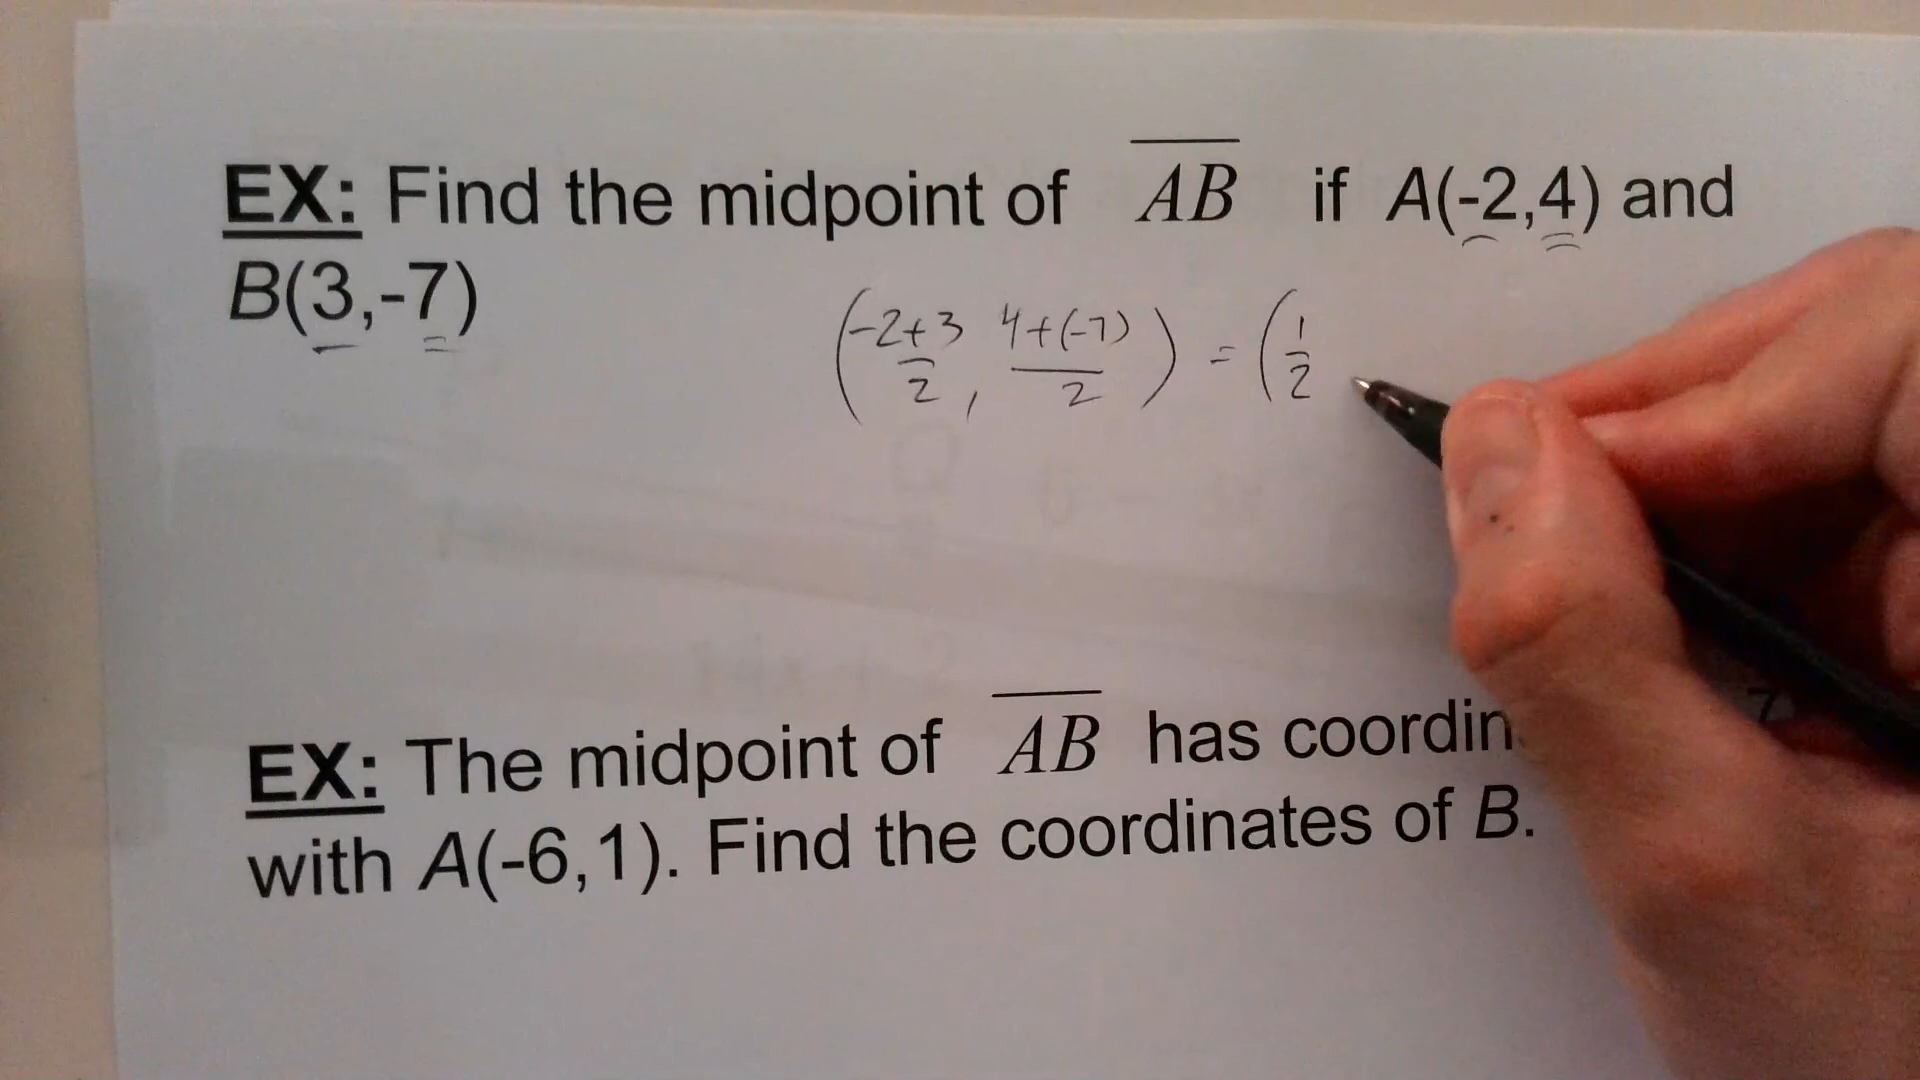 EX: Find the midpoint of AB if A(-2,4) and
B(3,-7)
(-2+3/2, 4+(-7)/2) = (1/2
EX: The midpoint of AB has coordin
with A(-6,1). Find the coordinates of B.